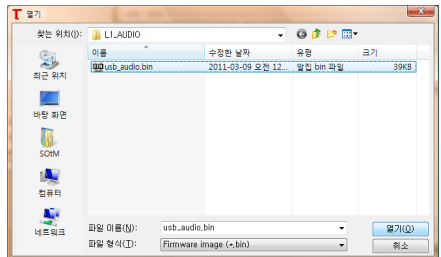 열기
찾는 위치(I): L1_AUDIO
이름 수정한 날짜 유형 크기
usb_audio.bin 2011-03-09 오전 12... 알집 bin 파일 39KB
최근 위치
바탕 화면
SOtM
컴퓨터
네트워크
파일 이름(N): usb_audio.bin 열기(O)
파일 형식(T): Firmware image (*.bin) 취소